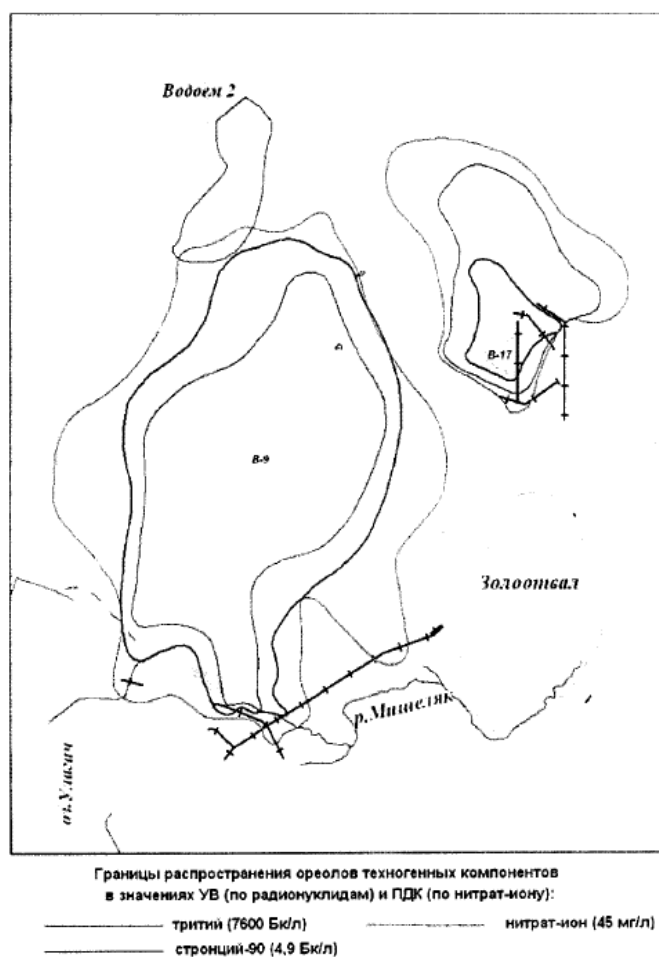 Водоем 2
В-17
В-9
Золоотвал
р.Мишеляк
оз.Улагач
Границы распространения ореолов техногенных компонентов
в значениях УВ (по радионуклидам) и ПДК (по нитрат-иону):
тритий (7600 Бк/л) нитрат-ион (45 мг/л)
стронций-90 (4,9 Бк/л)